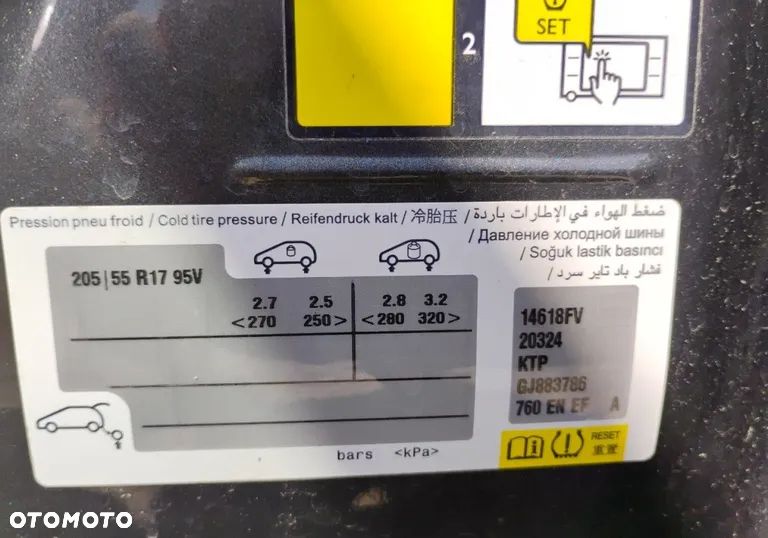 2
SET
Pression pneu froid / Cold tire pressure / Reifendruck kalt / 冷胎压 / ضغط الهواء في الإطارات باردة
/ Давление холодной шины
/ Soğuk lastik basıncı
فشار باد تایر سرد /
205|55 R17 95V
2.7 2.5 2.8 3.2
<270 250> <280 320>
14618FV
20324
KTP
GJ883786
760 EN EF A
bars <kPa>
RESET
重置
OTOMOTO